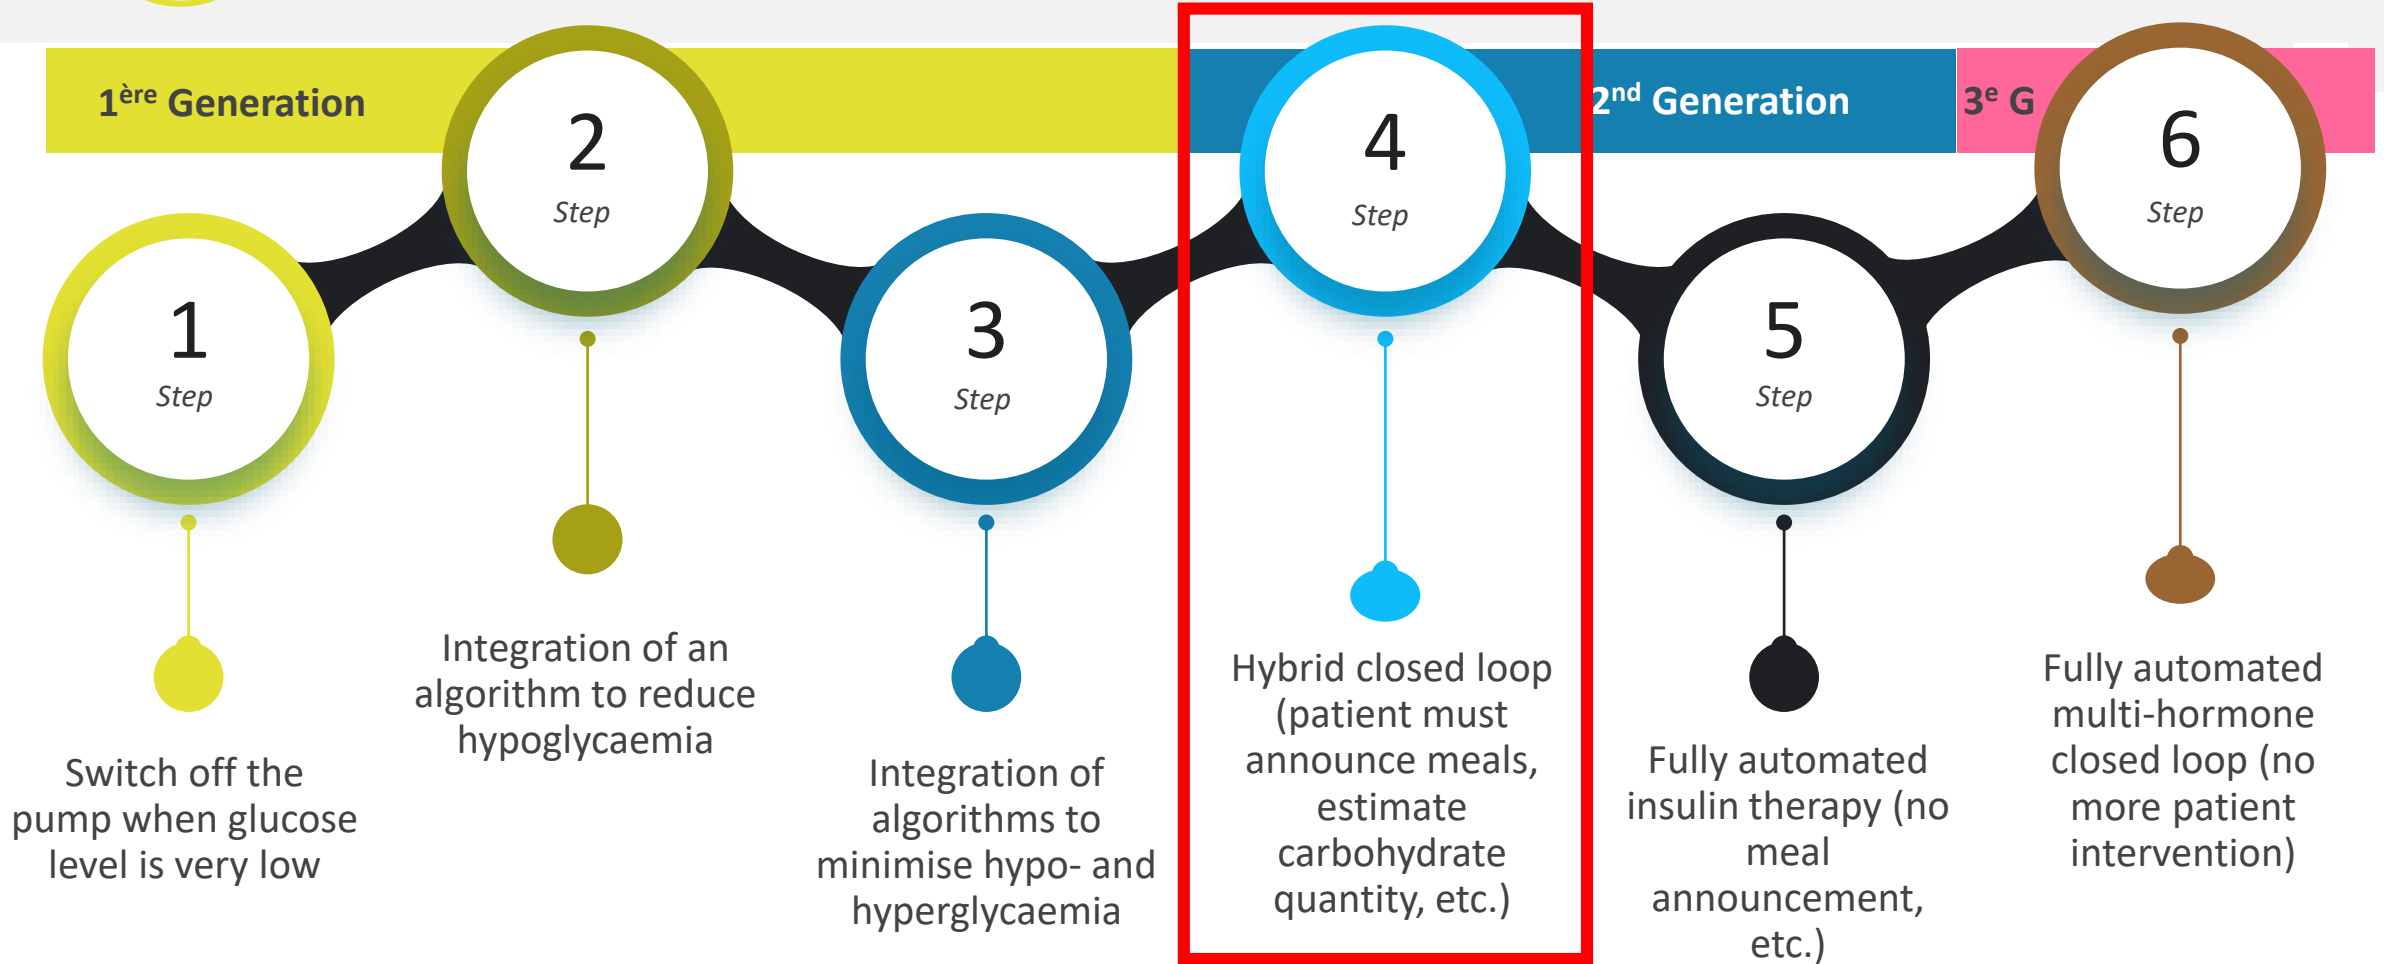 1ère Generation
2nd Generation
3e G
1
Step
Switch off the
pump when glucose
level is very low
2
Step
Integration of an
algorithm to reduce
hypoglycaemia
3
Step
Integration of
algorithms to
minimise hypo- and
hyperglycaemia
4
Step
Hybrid closed loop
(patient must
announce meals,
estimate
carbohydrate
quantity, etc.)
5
Step
Fully automated
insulin therapy (no
meal
announcement,
etc.)
6
Step
Fully automated
multi-hormone
closed loop (no
more patient
intervention)